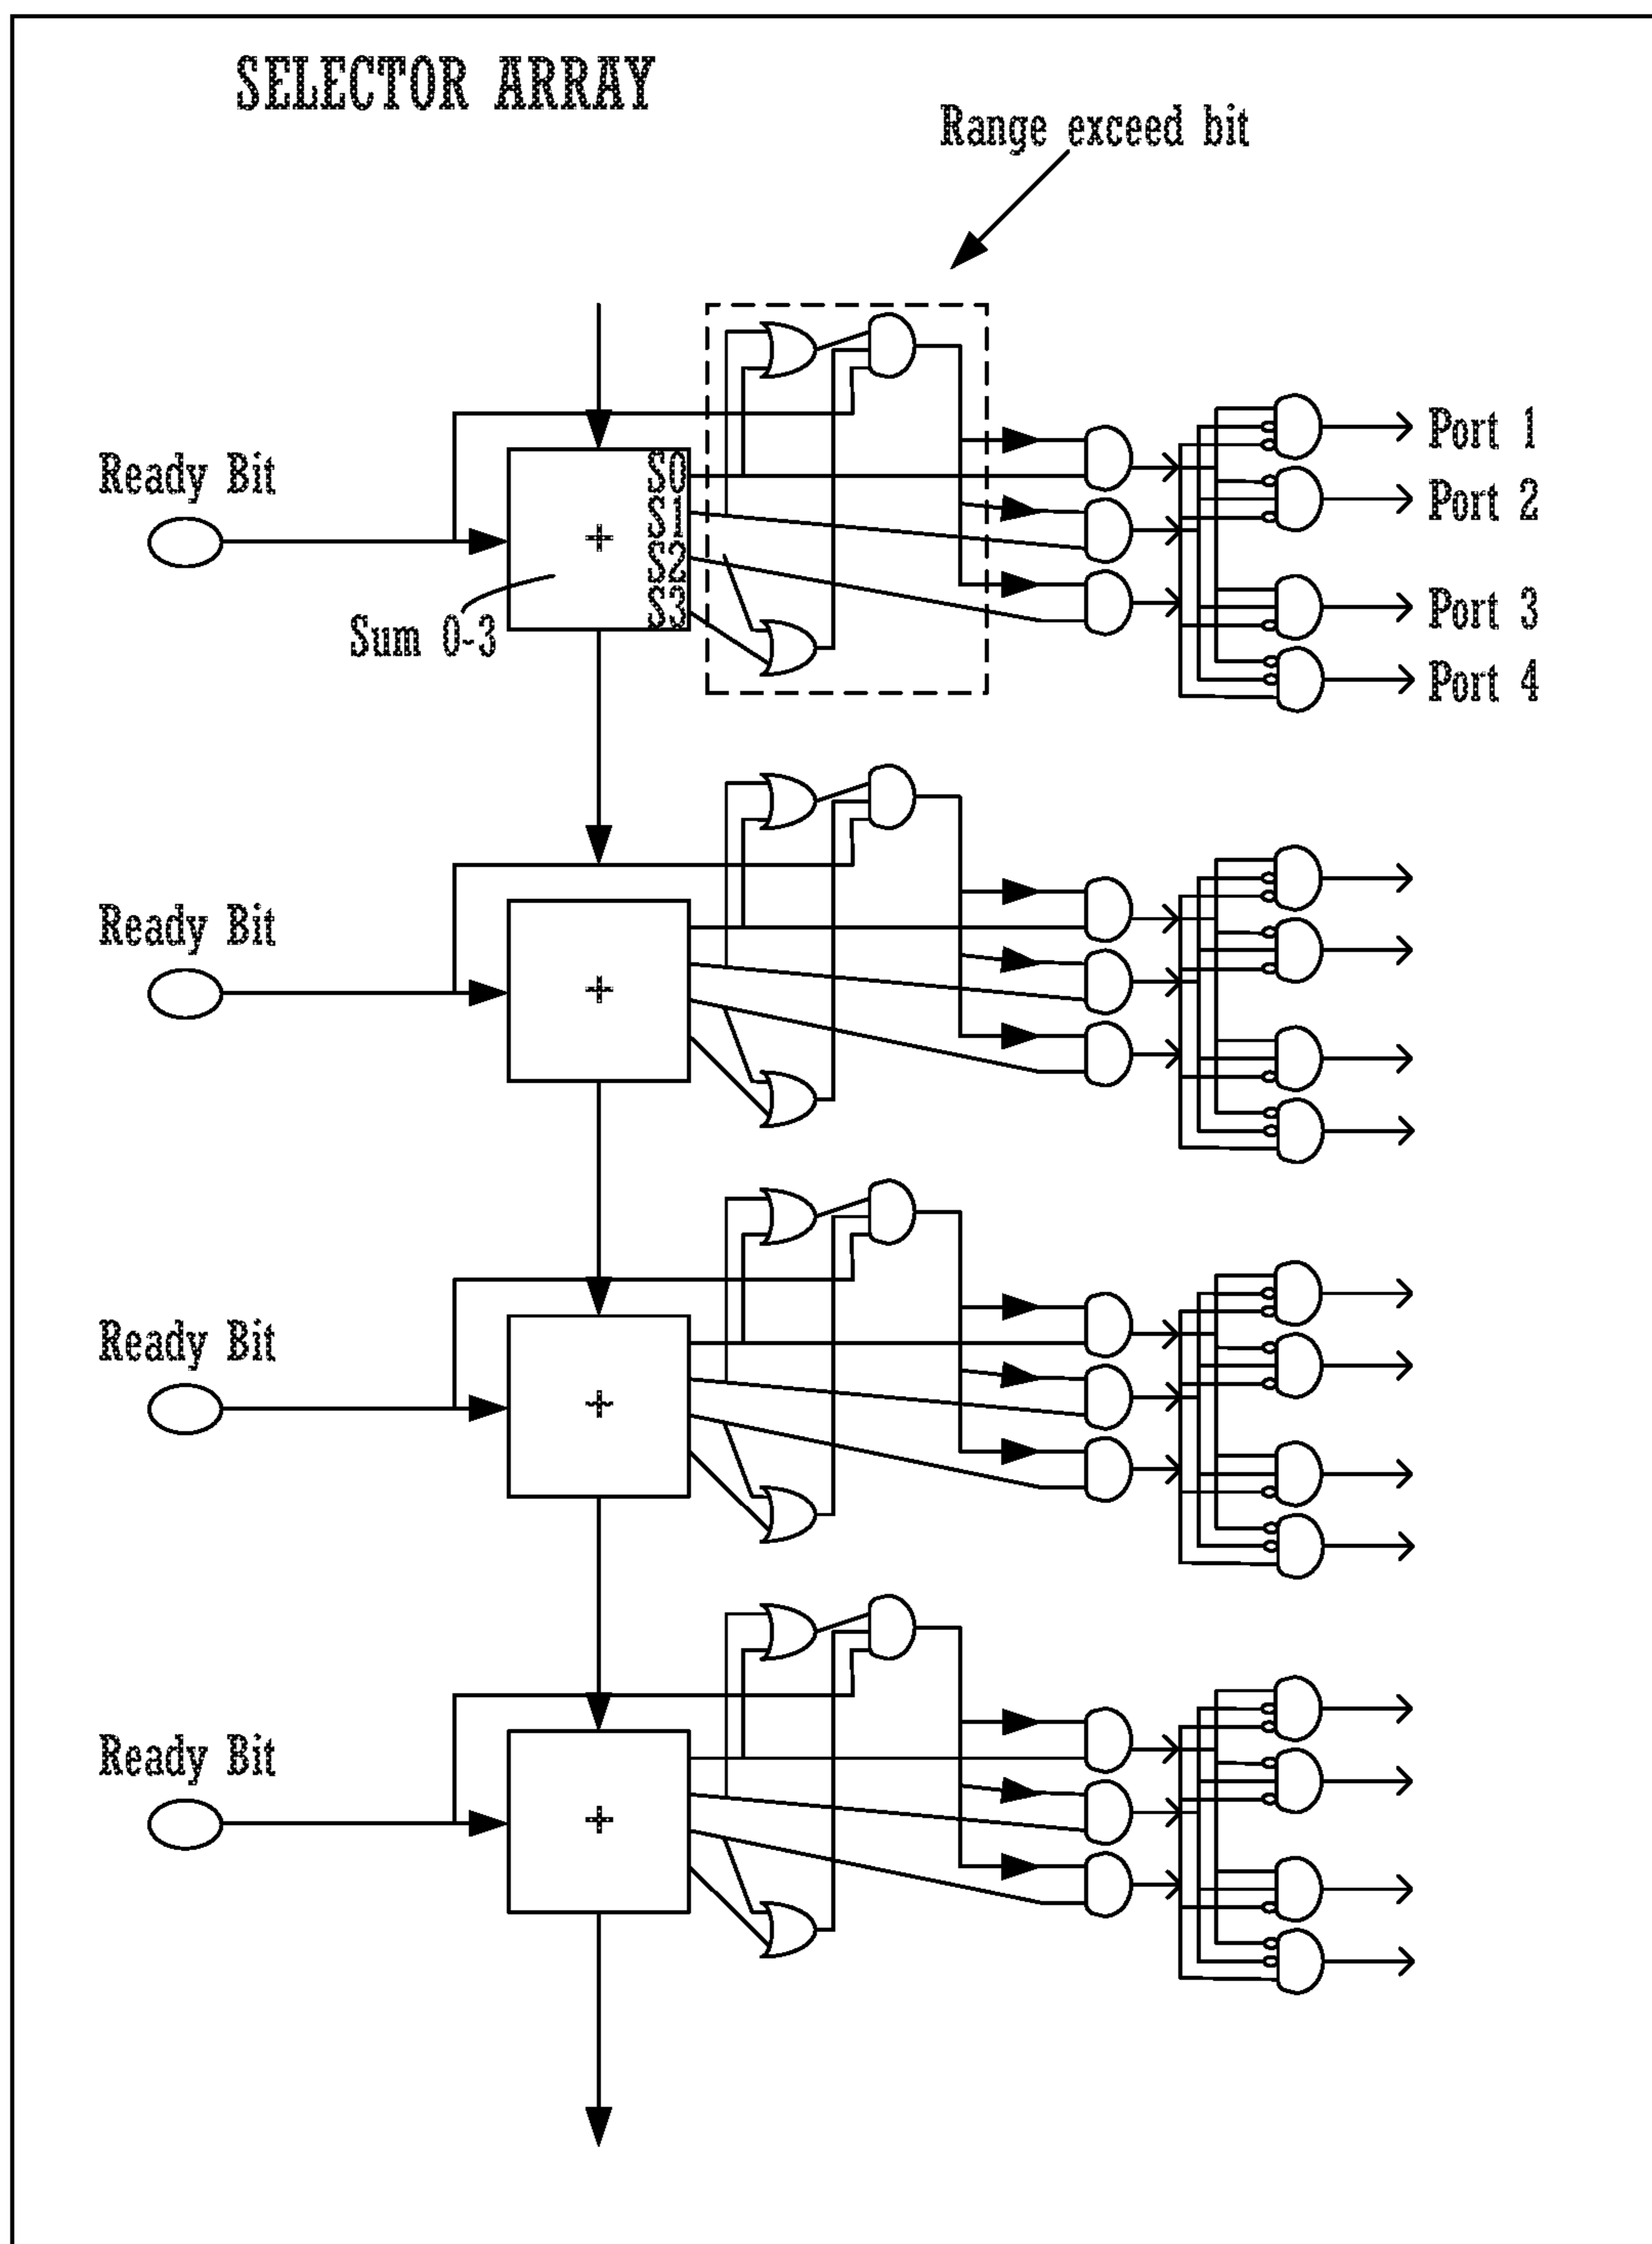 SELECTOR ARRAY
Range exceed bit
Ready Bit
S0
S1
S2
S3
+
Sum 0-3
Port 1
Port 2
Port 3
Port 4
Ready Bit
+
Ready Bit
+
Ready Bit
+